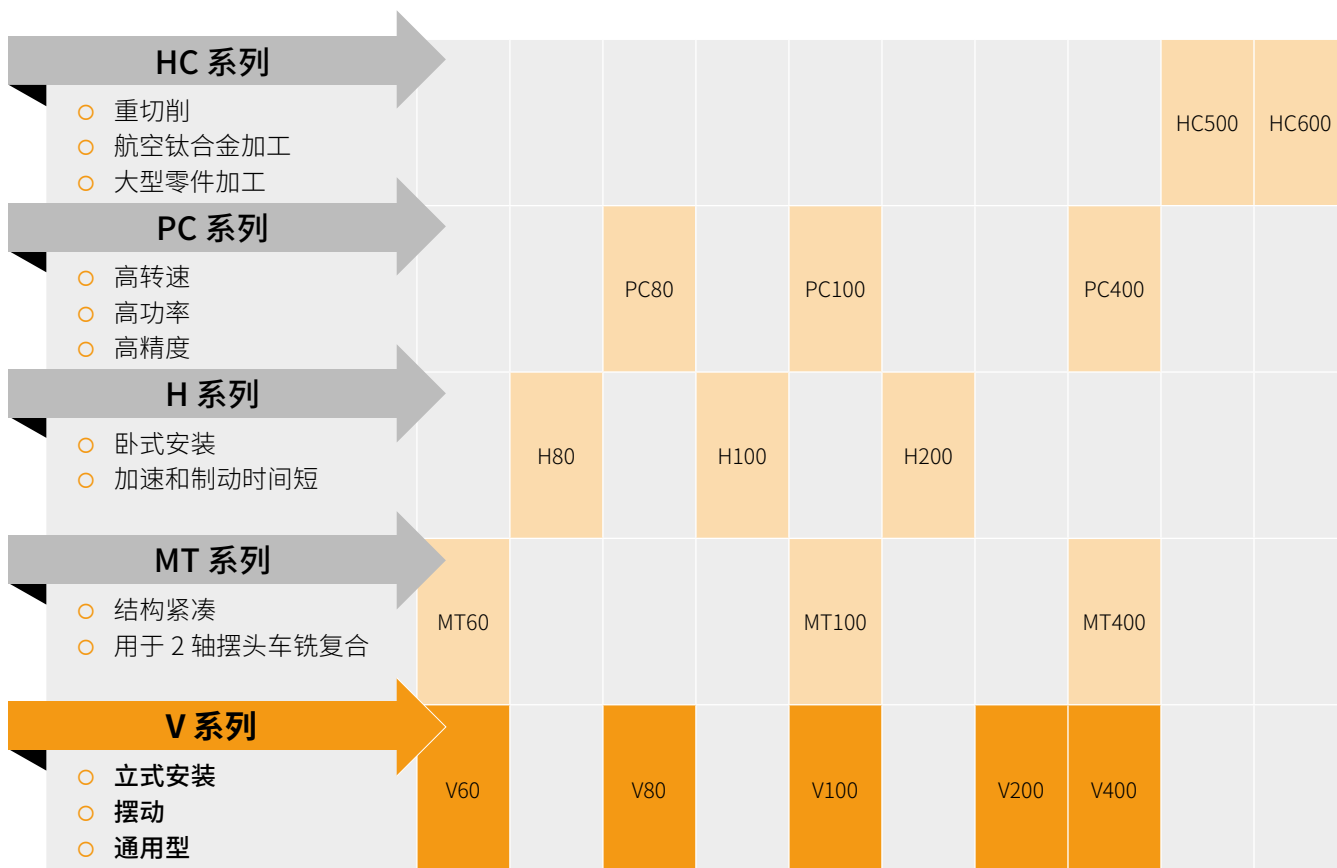 HC 系列
重切削
航空钛合金加工
大型零件加工
HC500
HC600
PC 系列
高转速
高功率
高精度
PC80
PC100
PC400
H 系列
卧式安装
加速和制动时间短
H80
H100
H200
MT 系列
结构紧凑
用于 2 轴摆头车铣复合
MT60
MT100
MT400
V 系列
立式安装
摆动
通用型
V60
V80
V100
V200
V400